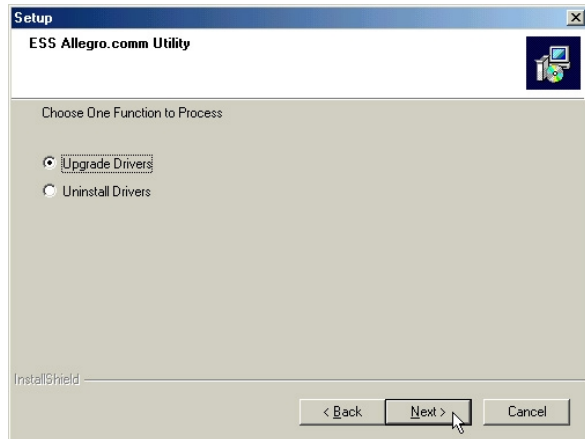 Setup
ESS Allegro.comm Utility
Choose One Function to Process
Upgrade Drivers
Uninstall Drivers
InstallShield
< Back Next > Cancel